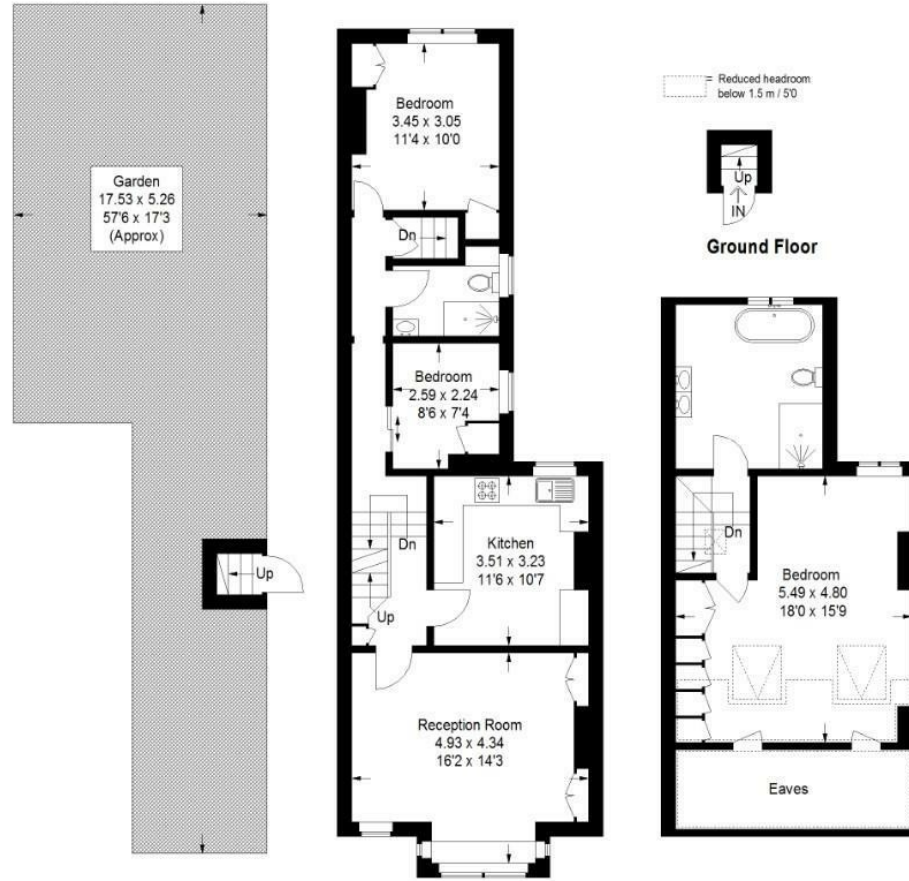 Garden
17.53 x 5.26
57'6 x 17'3
(Approx)
Up
Bedroom
3.45 x 3.05
11'4 x 10'0
Dn
Bedroom
2.59 x 2.24
8'6 x 7'4
Dn
Kitchen
3.51 x 3.23
11'6 x 10'7
Up
Reception Room
4.93 x 4.34
16'2 x 14'3
= Reduced headroom
below 1.5 m / 5'0
Up
IN
Ground Floor
Dn
Bedroom
5.49 x 4.80
18'0 x 15'9
Eaves